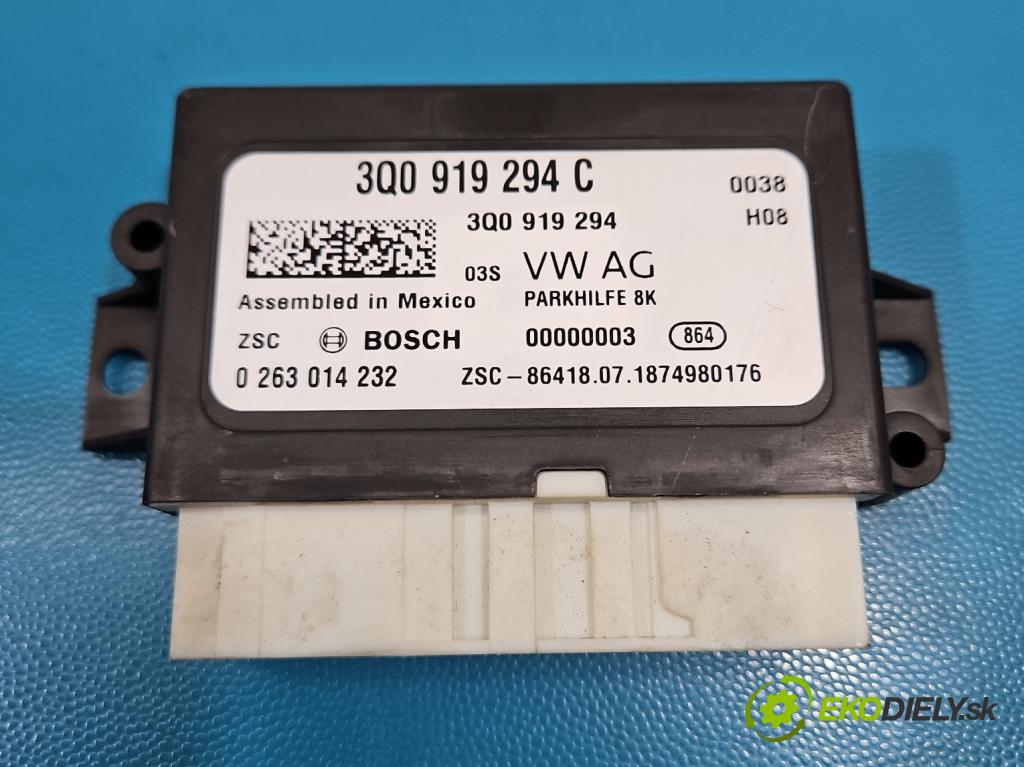 3Q0 919 294 C 0038
3Q0 919 294 H08
03S VW AG
Assembled in Mexico PARKHILFE 8K
ZSC BOSCH 00000003 864
0 263 014 232 ZSC-86418.07.1874980176
EKODIELY.sk